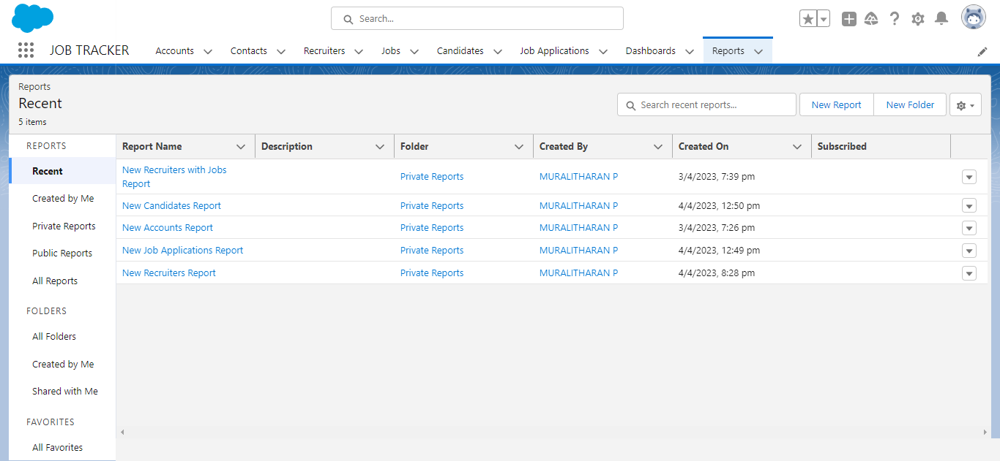 Search...
JOB TRACKER Accounts Contacts Recruiters Jobs Candidates Job Applications Dashboards Reports
Reports
Recent
5 items
Search recent reports...
New Report
New Folder
REPORTS
Recent
Created by Me
Private Reports
Public Reports
All Reports
FOLDERS
All Folders
Created by Me
Shared with Me
FAVORITES
All Favorites
Report Name Description Folder Created By Created On Subscribed
New Recruiters with Jobs
Report
Private Reports MURALITHARAN P 3/4/2023, 7:39 pm
New Candidates Report Private Reports MURALITHARAN P 4/4/2023, 12:50 pm
New Accounts Report Private Reports MURALITHARAN P 3/4/2023, 7:26 pm
New Job Applications Report Private Reports MURALITHARAN P 4/4/2023, 12:49 pm
New Recruiters Report Private Reports MURALITHARAN P 4/4/2023, 8:28 pm